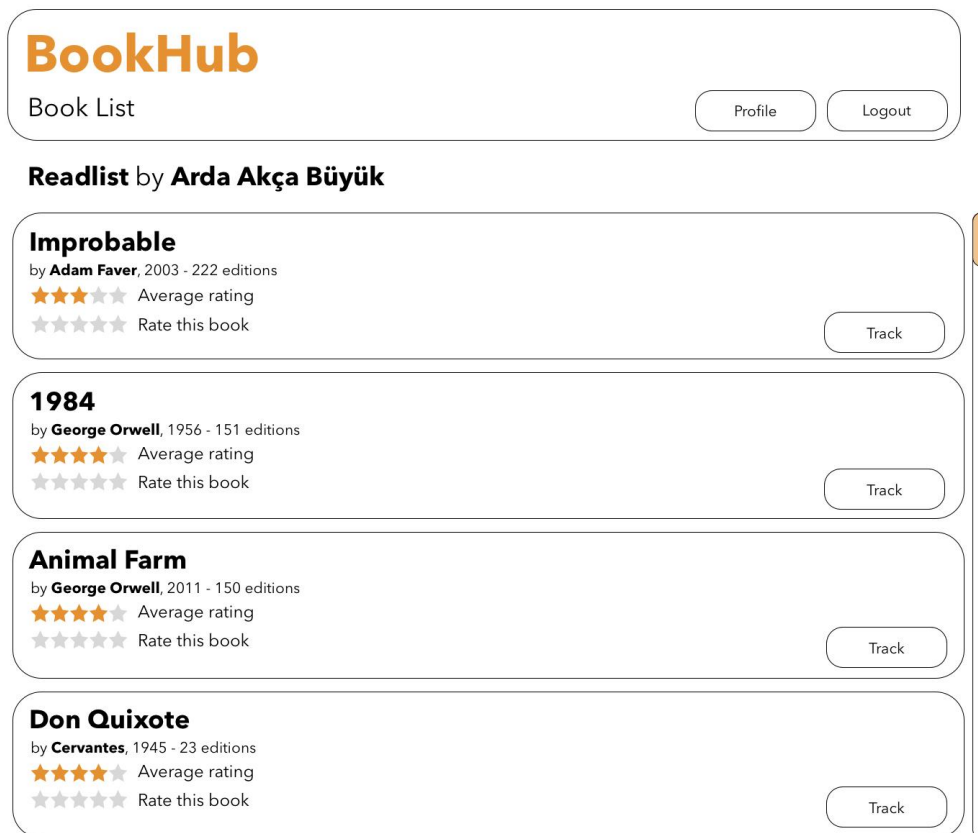 BookHub
Book List
Profile
Logout
Readlist by Arda Akça Büyük
Improbable
by Adam Faver, 2003 - 222 editions
Average rating
Rate this book
Track
1984
by George Orwell, 1956 - 151 editions
Average rating
Rate this book
Track
Animal Farm
by George Orwell, 2011 - 150 editions
Average rating
Rate this book
Track
Don Quixote
by Cervantes, 1945 - 23 editions
Average rating
Rate this book
Track